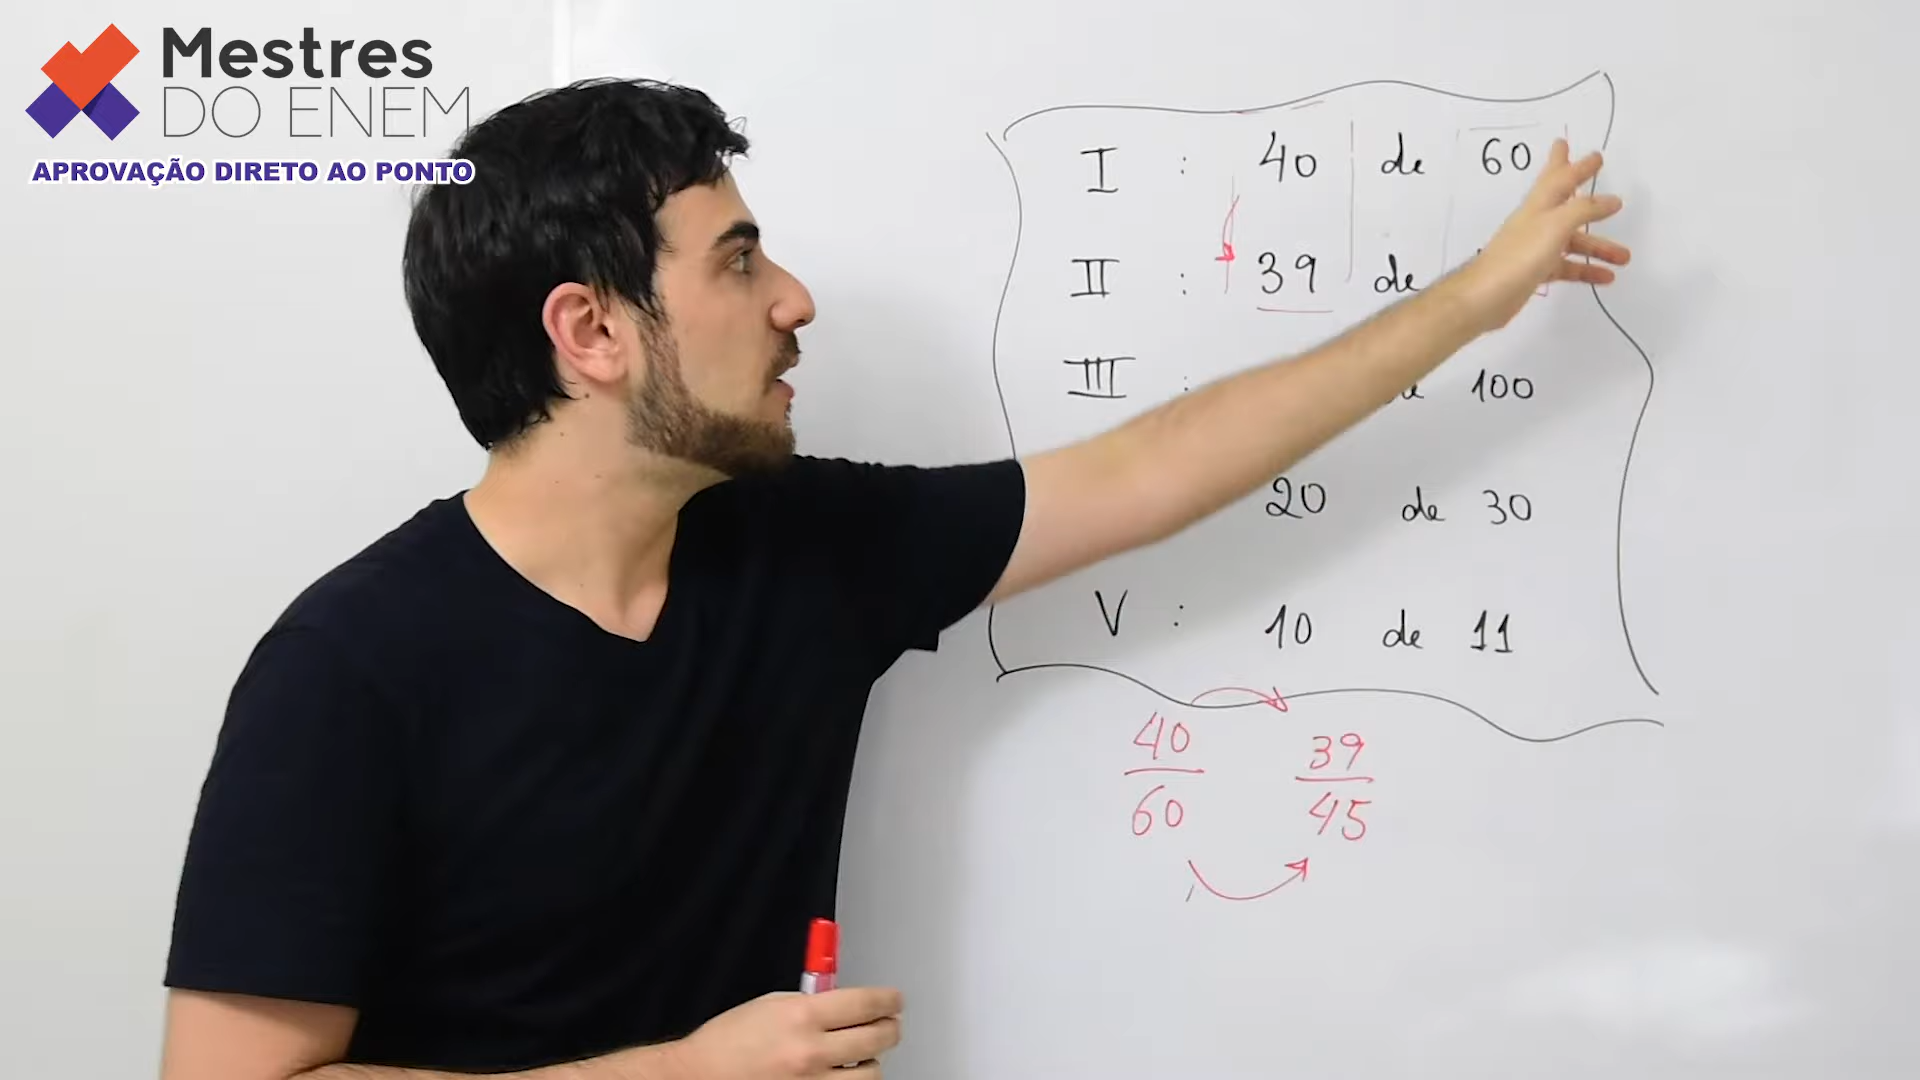 Mestres
DO ENEM
APROVAÇÃO DIRETO AO PONTO
I : 40 de 60
II : 39 de
III : 100
20 de 30
V : 10 de 11
40 39
60 45